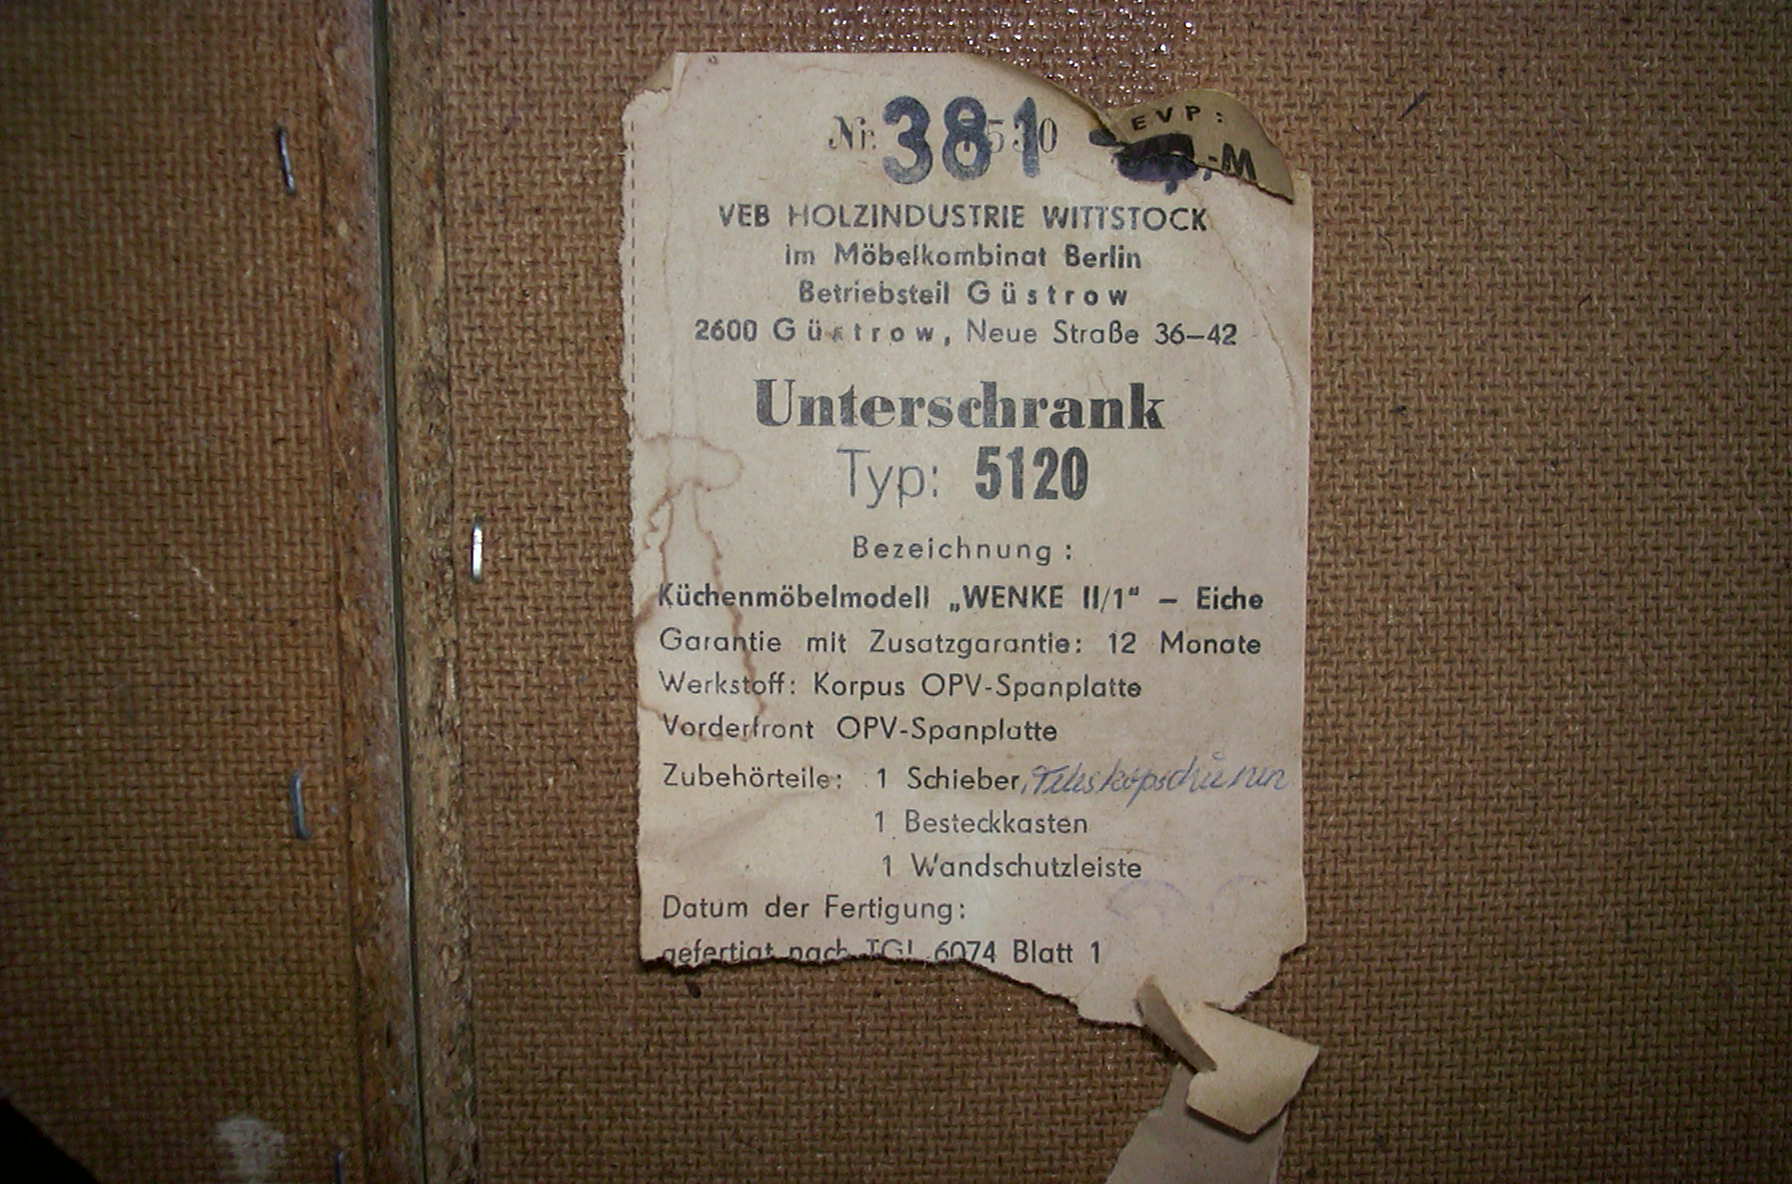 Nr. 381
EVP:
,-M
VEB HOLZINDUSTRIE WITTSTOCK
im Möbelkombinat Berlin
Betriebsteil Güstrow
2600 Güstrow, Neue Straße 36–42
Unterschrank
Typ: 5120
Bezeichnung:
Küchenmöbelmodell „WENKE II/1“ – Eiche
Garantie mit Zusatzgarantie: 12 Monate
Werkstoff: Korpus OPV-Spanplatte
Vorderfront OPV-Spanplatte
Zubehörteile: 1 Schieber, Teleskopschienen
1 Besteckkasten
1 Wandschutzleiste
Datum der Fertigung:
gefertigt nach TGL 6074 Blatt 1